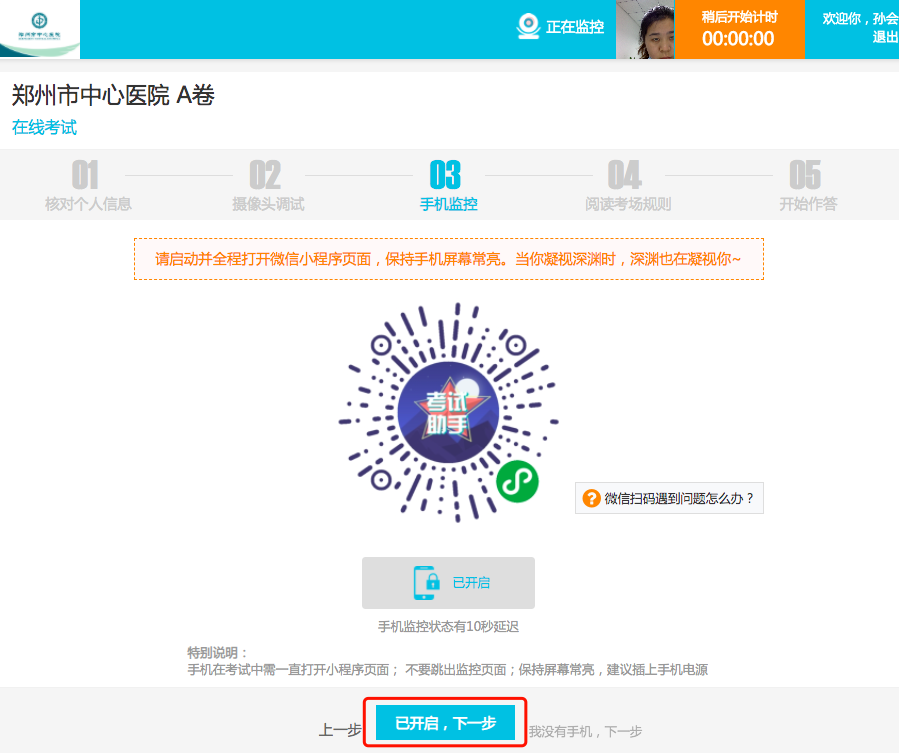 郑州市中心医院
正在监控
稍后开始计时
00:00:00
欢迎你，孙会
退出
郑州市中心医院 A卷
在线考试
01
02
03
04
05
核对个人信息
摄像头调试
手机监控
阅读考场规则
开始作答
请启动并全程打开微信小程序页面，保持手机屏幕常亮。当你凝视深渊时，深渊也在凝视你~
考试
助手
? 微信扫码遇到问题怎么办？
已开启
手机监控状态有10秒延迟
特别说明：
手机在考试中需一直打开小程序页面； 不要跳出监控页面；保持屏幕常亮，建议插上手机电源
上一步
已开启，下一步
我没有手机，下一步